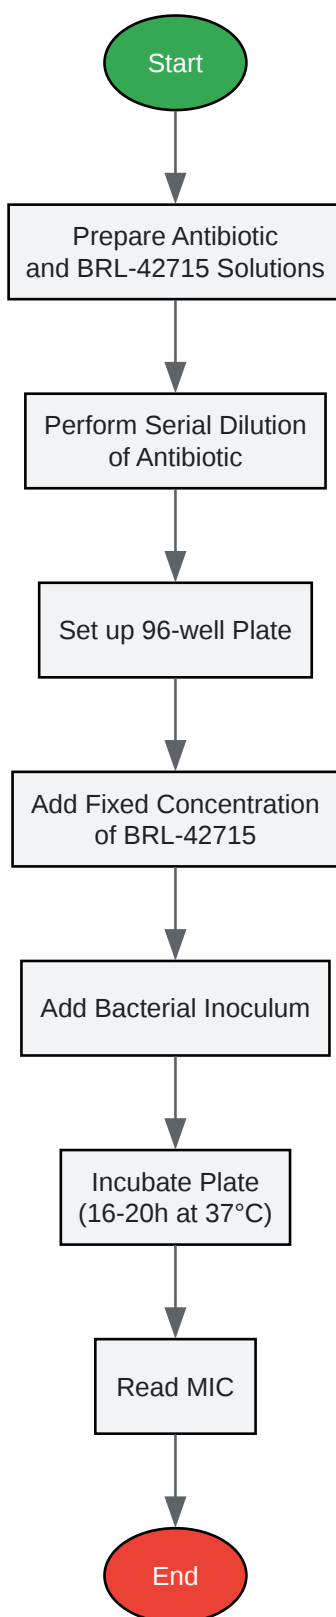 Start
Prepare Antibiotic
and BRL-42715 Solutions
Perform Serial Dilution
of Antibiotic
Set up 96-well Plate
Add Fixed Concentration
of BRL-42715
Add Bacterial Inoculum
Incubate Plate
(16-20h at 37°C)
Read MIC
End